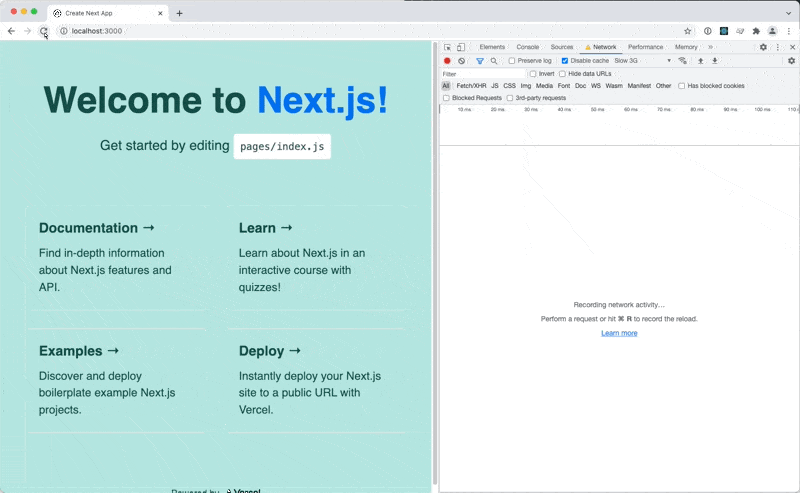 Create Next App
localhost:3000
Welcome to Next.js!
Get started by editing pages/index.js
Documentation →
Find in-depth information
about Next.js features and
API.
Learn →
Learn about Next.js in an
interactive course with
quizzes!
Examples →
Discover and deploy
boilerplate example Next.js
projects.
Deploy →
Instantly deploy your Next.js
site to a public URL with
Vercel.
Powered by Vercel
Elements Console Sources Network Performance Memory »
Preserve log Disable cache Slow 3G
Filter Invert Hide data URLs
All Fetch/XHR JS CSS Img Media Font Doc WS Wasm Manifest Other Has blocked cookies
Blocked Requests 3rd-party requests
10 ms 20 ms 30 ms 40 ms 50 ms 60 ms 70 ms 80 ms 90 ms 100 ms 110 m
Recording network activity…
Perform a request or hit ⌘ R to record the reload.
Learn more